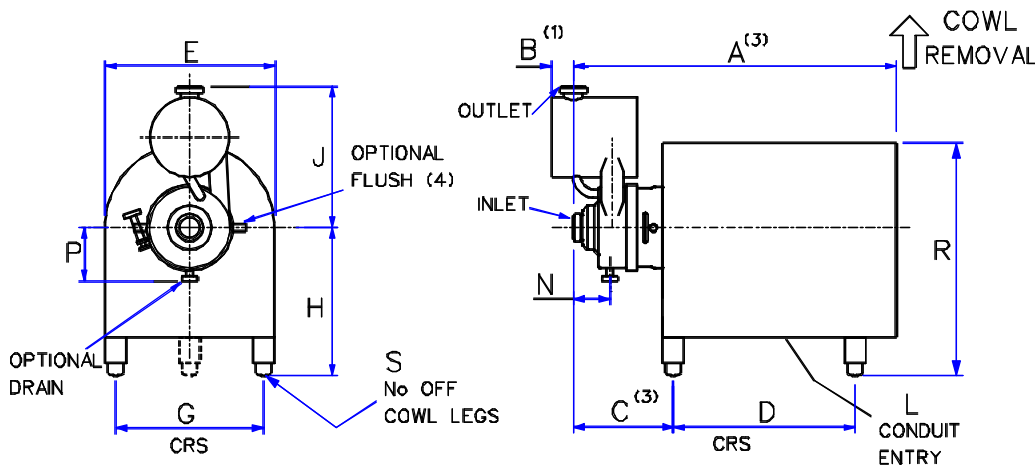 E
J
OPTIONAL
FLUSH (4)
P
H
OPTIONAL
DRAIN
G
CRS
S
No OFF
COWL LEGS
B(1)
A(3)
COWL
REMOVAL
OUTLET
INLET
N
R
C(3)
D
CRS
L
CONDUIT
ENTRY